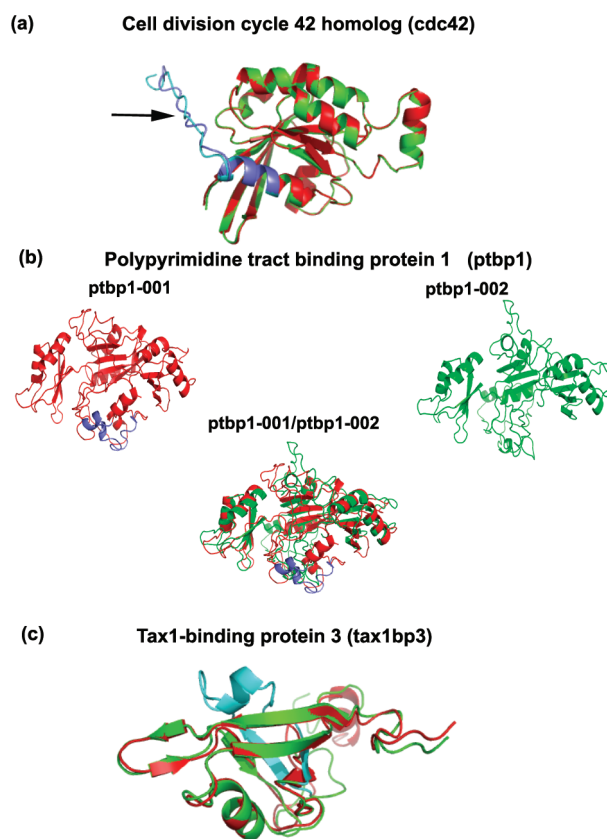 (a) Cell division cycle 42 homolog (cdc42)
(b) Polypyrimidine tract binding protein 1 (ptbp1)
ptbp1-001
ptbp1-002
ptbp1-001/ptbp1-002
(c) Tax1-binding protein 3 (tax1bp3)